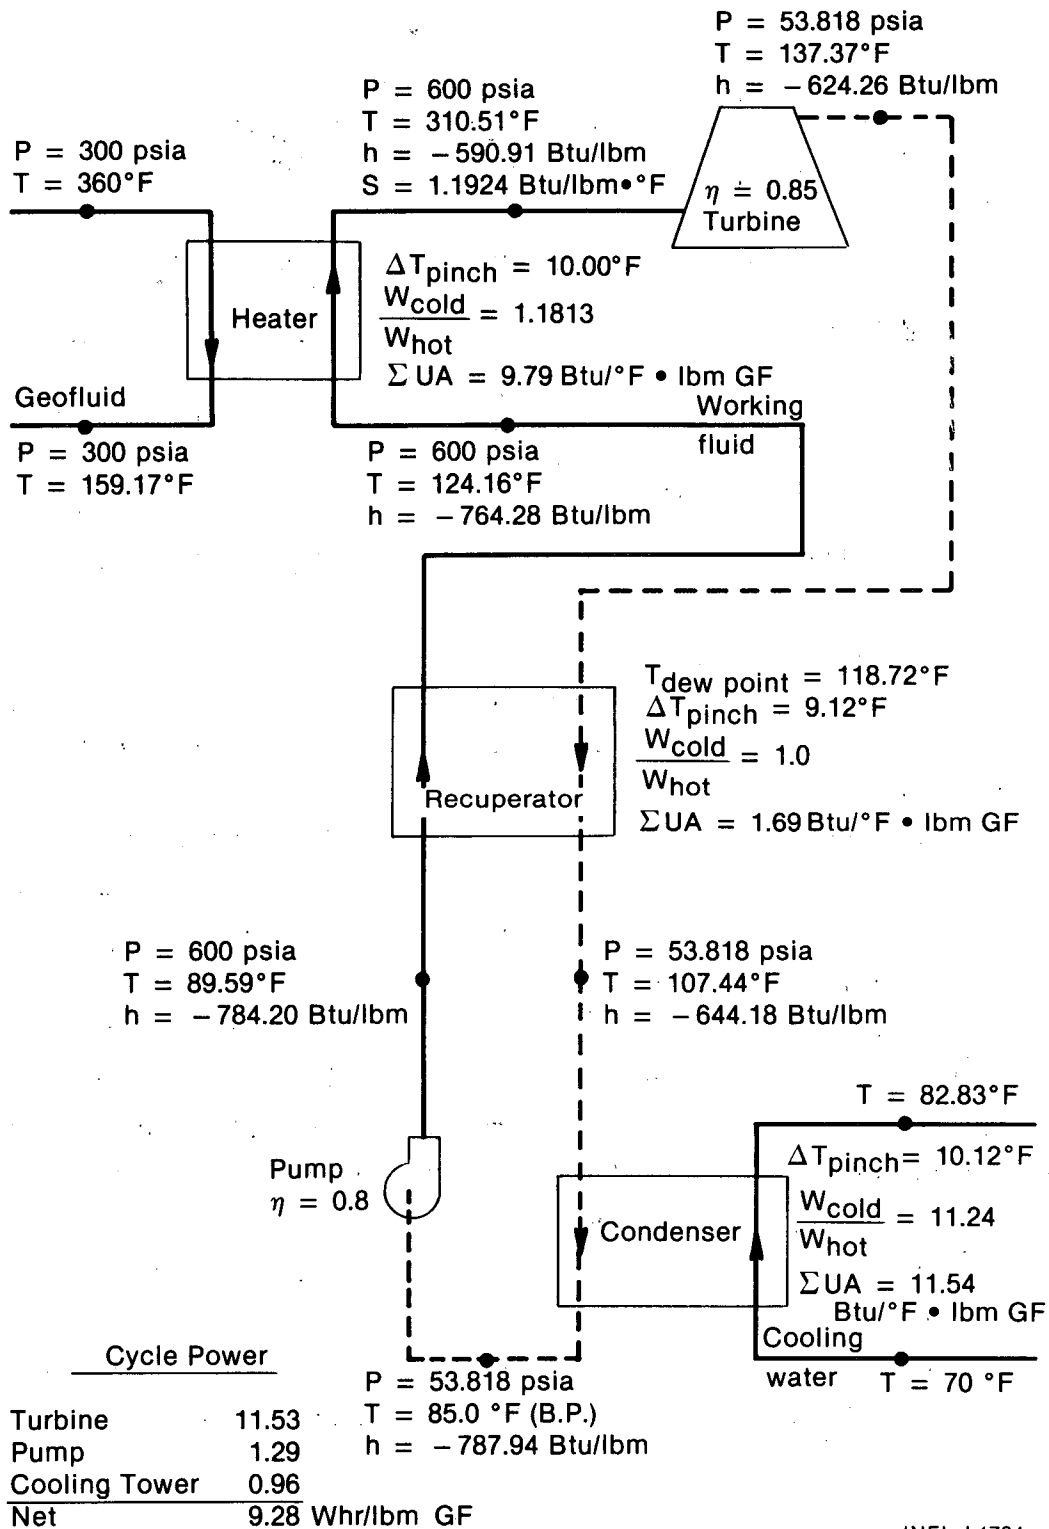 P = 53.818 psia
T = 137.37°F
h = −624.26 Btu/lbm
P = 600 psia
T = 310.51°F
h = −590.91 Btu/lbm
S = 1.1924 Btu/lbm•°F
P = 300 psia
T = 360°F
η = 0.85
Turbine
Heater
ΔTpinch = 10.00°F
Wcold
Whot
= 1.1813
ΣUA = 9.79 Btu/°F • lbm GF
Geofluid
Working
fluid
P = 300 psia
T = 159.17°F
P = 600 psia
T = 124.16°F
h = −764.28 Btu/lbm
Tdew point = 118.72°F
ΔTpinch = 9.12°F
Wcold
Whot
= 1.0
ΣUA = 1.69 Btu/°F • lbm GF
Recuperator
P = 600 psia
T = 89.59°F
h = −784.20 Btu/lbm
P = 53.818 psia
T = 107.44°F
h = −644.18 Btu/lbm
T = 82.83°F
Pump
η = 0.8
ΔTpinch = 10.12°F
Condenser
Wcold
Whot
= 11.24
ΣUA = 11.54
Btu/°F • lbm GF
Cooling
water
T = 70 °F
P = 53.818 psia
T = 85.0 °F (B.P.)
h = −787.94 Btu/lbm
Cycle Power
Turbine 11.53
Pump 1.29
Cooling Tower 0.96
Net 9.28 Whr/lbm GF